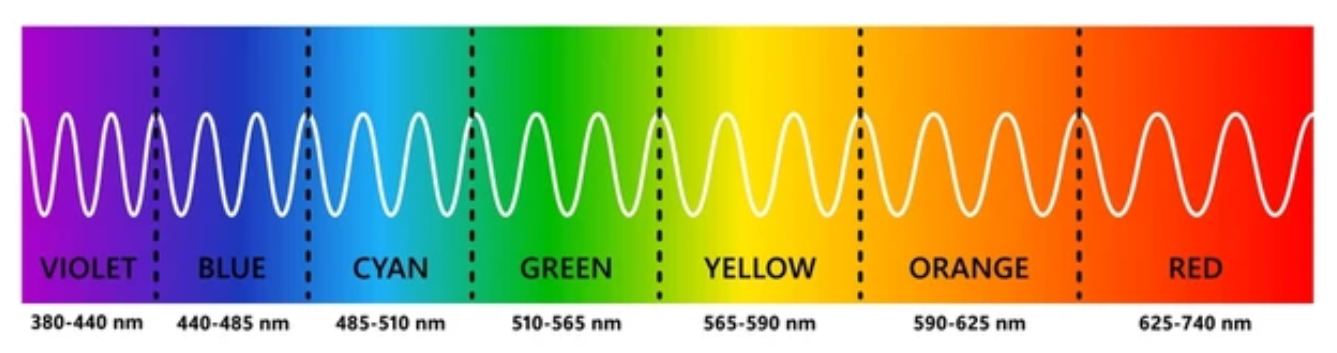 VIOLET BLUE CYAN GREEN YELLOW ORANGE RED
380-440 nm 440-485 nm 485-510 nm 510-565 nm 565-590 nm 590-625 nm 625-740 nm